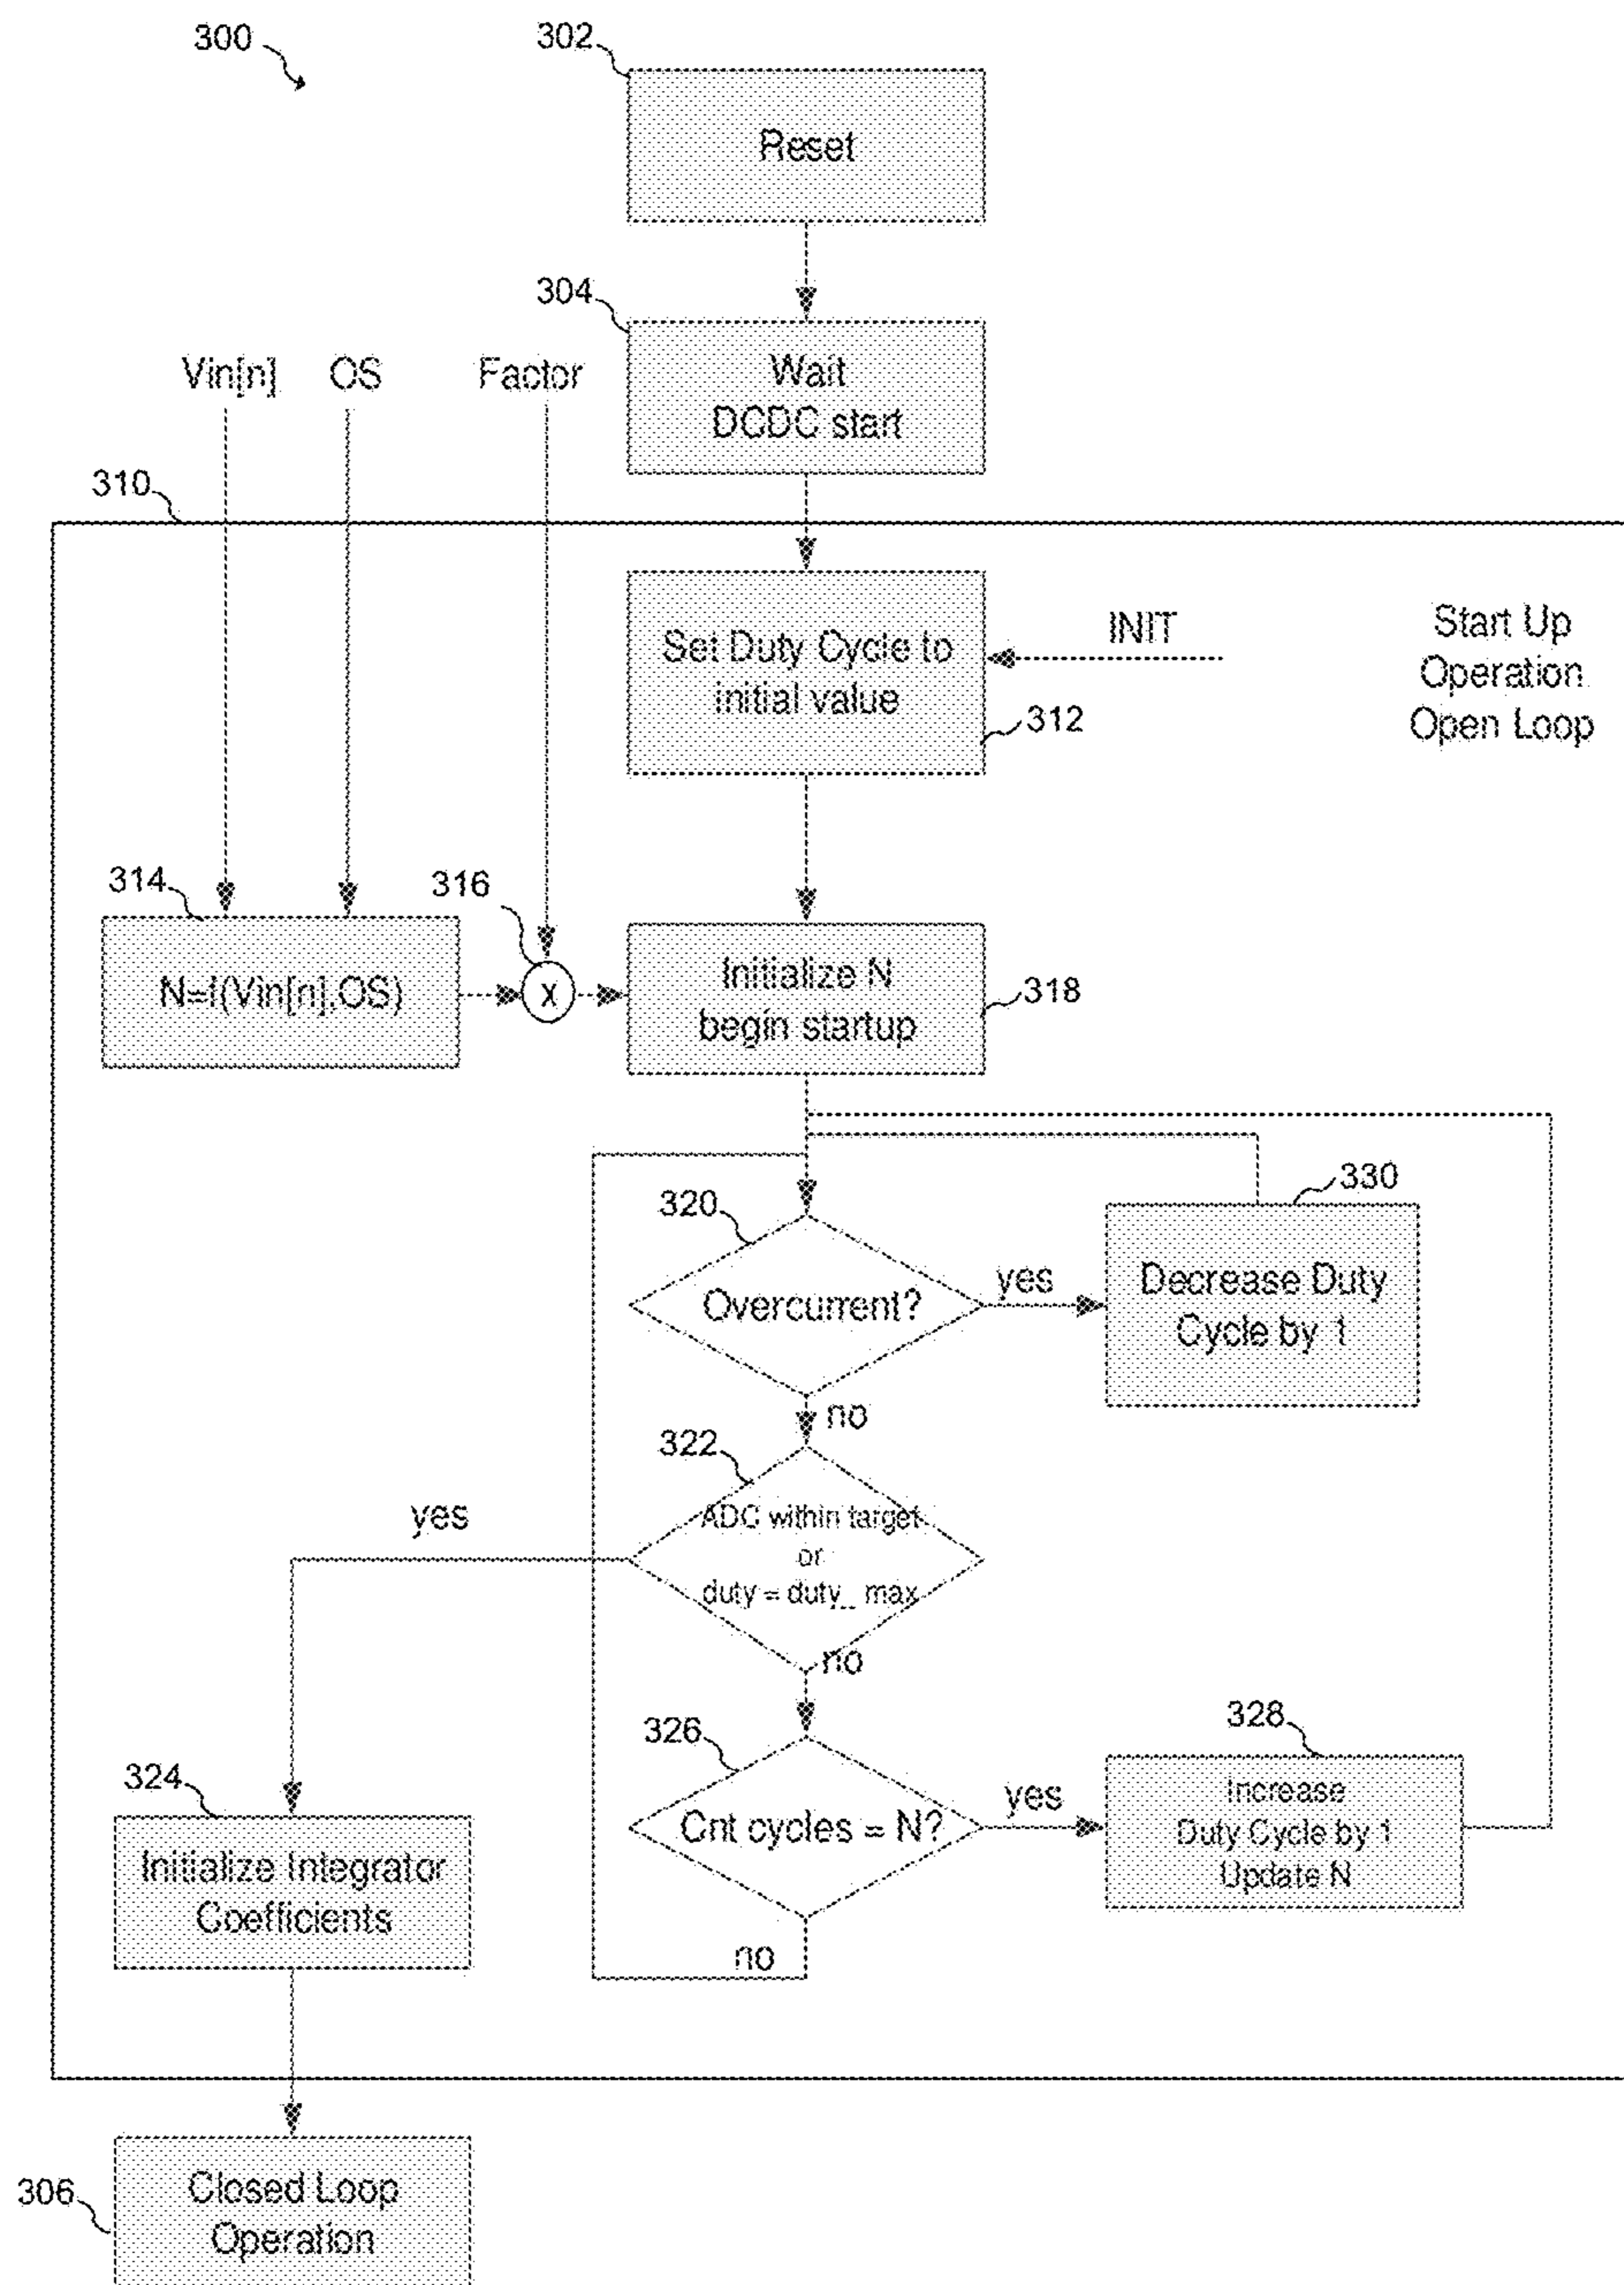 300
302
Reset
304
Wait
DCDC start
Vin[n]
OS
Factor
310
Set Duty Cycle to
initial value
INIT
312
Start Up
Operation
Open Loop
314
N=f(Vin[n],OS)
316
x
Initialize N
begin startup
318
320
Overcurrent?
yes
330
Decrease Duty
Cycle by 1
no
322
ADC within target
or
duty = duty_ max
yes
no
326
Cnt cycles = N?
yes
328
Increase
Duty Cycle by 1
Update N
no
324
Initialize Integrator
Coefficients
306
Closed Loop
Operation